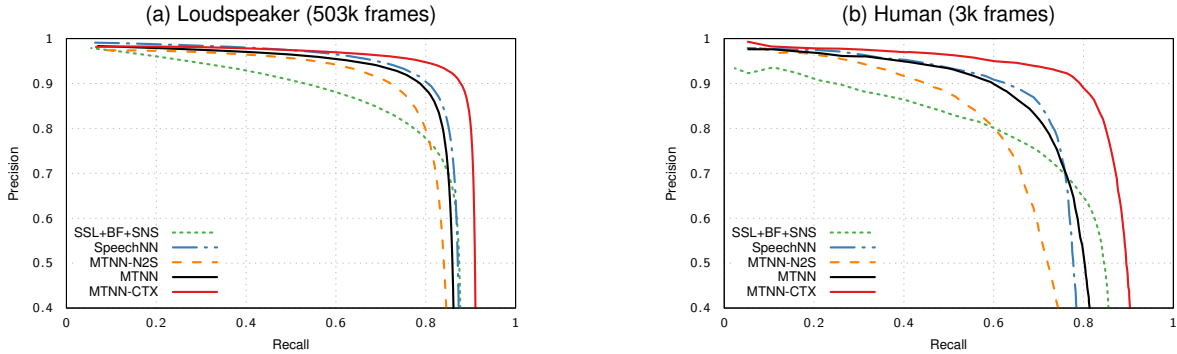 (a) Loudspeaker (503k frames)
1
0.9
0.8
0.7
0.6
0.5
0.4
Precision
SSL+BF+SNS
SpeechNN
MTNN-N2S
MTNN
MTNN-CTX
0 0.2 0.4 0.6 0.8 1
Recall
(b) Human (3k frames)
1
0.9
0.8
0.7
0.6
0.5
0.4
Precision
SSL+BF+SNS
SpeechNN
MTNN-N2S
MTNN
MTNN-CTX
0 0.2 0.4 0.6 0.8 1
Recall